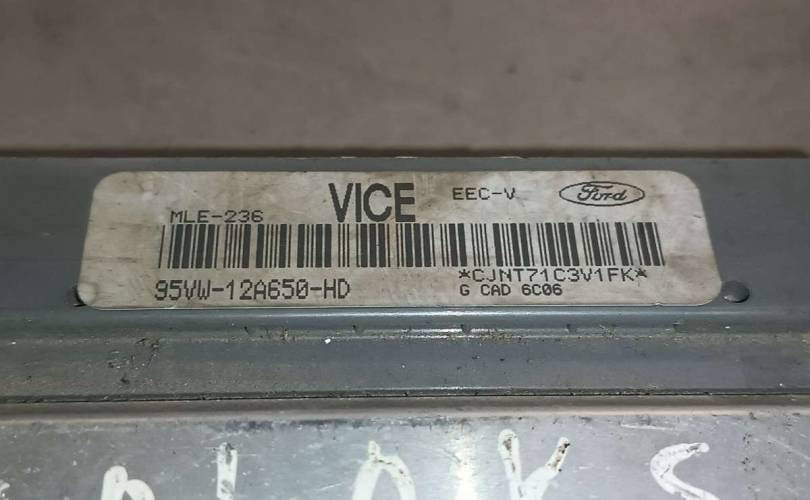 VICE EEC-V Ford
MLE-236
*CJNT71C3V1FK*
95VW-12A650-HD G CAD 6C06